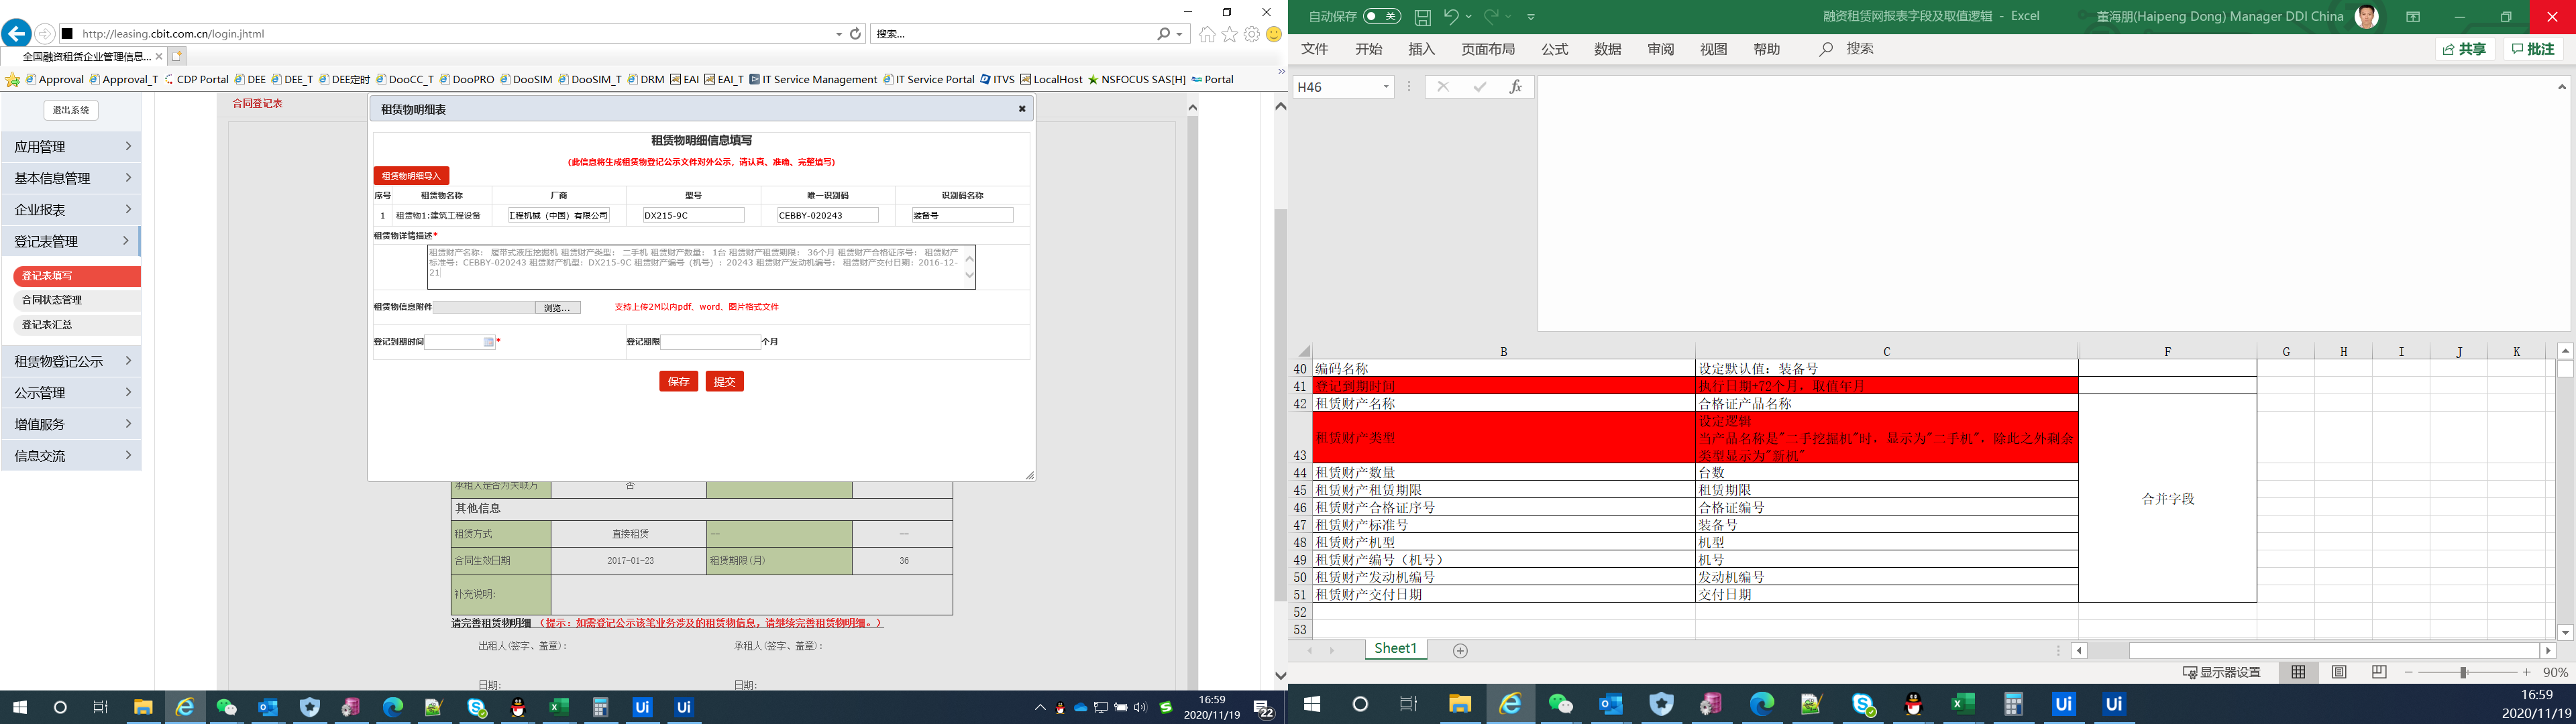 http://leasing.cbit.com.cn/login.jhtml
搜索...
全国融资租赁企业管理信息...
Approval
Approval_T
CDP Portal
DEE
DEE_T
DEE定时
DooCC_T
DooPRO
DooSIM
DooSIM_T
DRM
EAI
EAI_T
IT Service Management
IT Service Portal
ITVS
LocalHost
NSFOCUS SAS[H]
Portal
退出系统
应用管理
基本信息管理
企业报表
登记表管理
登记表填写
合同状态管理
登记表汇总
租赁物登记公示
公示管理
增值服务
信息交流
合同登记表
租赁物明细表
租赁物明细信息填写
(此信息将生成租赁物登记公示文件对外公示，请认真、准确、完整填写)
租赁物明细导入
序号 租赁物名称 厂商 型号 唯一识别码 识别码名称
1 租赁物1:建筑工程设备 工程机械（中国）有限公司 DX215-9C CEBBY-020243 装备号
租赁物详情描述*
租赁财产名称： 履带式液压挖掘机 租赁财产类型： 二手机 租赁财产数量： 1台 租赁财产租赁期限： 36个月 租赁财产合格证序号： 租赁财产
标准号：CEBBY-020243 租赁财产机型：DX215-9C 租赁财产编号（机号）：20243 租赁财产发动机编号： 租赁财产交付日期：2016-12-
21
租赁物信息附件 浏览... 支持上传2M以内pdf、word、图片格式文件
登记到期时间 * 登记期限 个月
保存 提交
承租人是否为关联方 否
其他信息
租赁方式 直接租赁 -- --
合同生效日期 2017-01-23 租赁期限(月) 36
补充说明:
请完善租赁物明细 （提示：如需登记公示该笔业务涉及的租赁物信息，请继续完善租赁物明细。）
出租人(签字、盖章)： 承租人(签字、盖章)：
日期： 日期：
16:59
2020/11/19
22
自动保存 关
融资租赁网报表字段及取值逻辑 - Excel
董海朋(Haipeng Dong) Manager DDI China
文件 开始 插入 页面布局 公式 数据 审阅 视图 帮助 搜索
共享 批注
H46
fx
B C F G H I J K
40 编码名称 设定默认值：装备号
41 登记到期时间 执行日期+72个月，取值年月
42 租赁财产名称 合格证产品名称
设定逻辑
43 租赁财产类型 当产品名称是"二手挖掘机"时，显示为"二手机"，除此之外剩余
类型显示为"新机"
44 租赁财产数量 台数
45 租赁财产租赁期限 租赁期限
46 租赁财产合格证序号 合格证编号
合并字段
47 租赁财产标准号 装备号
48 租赁财产机型 机型
49 租赁财产编号（机号） 机号
50 租赁财产发动机编号 发动机编号
51 租赁财产交付日期 交付日期
52
53
Sheet1
显示器设置
90%
16:59
2020/11/19